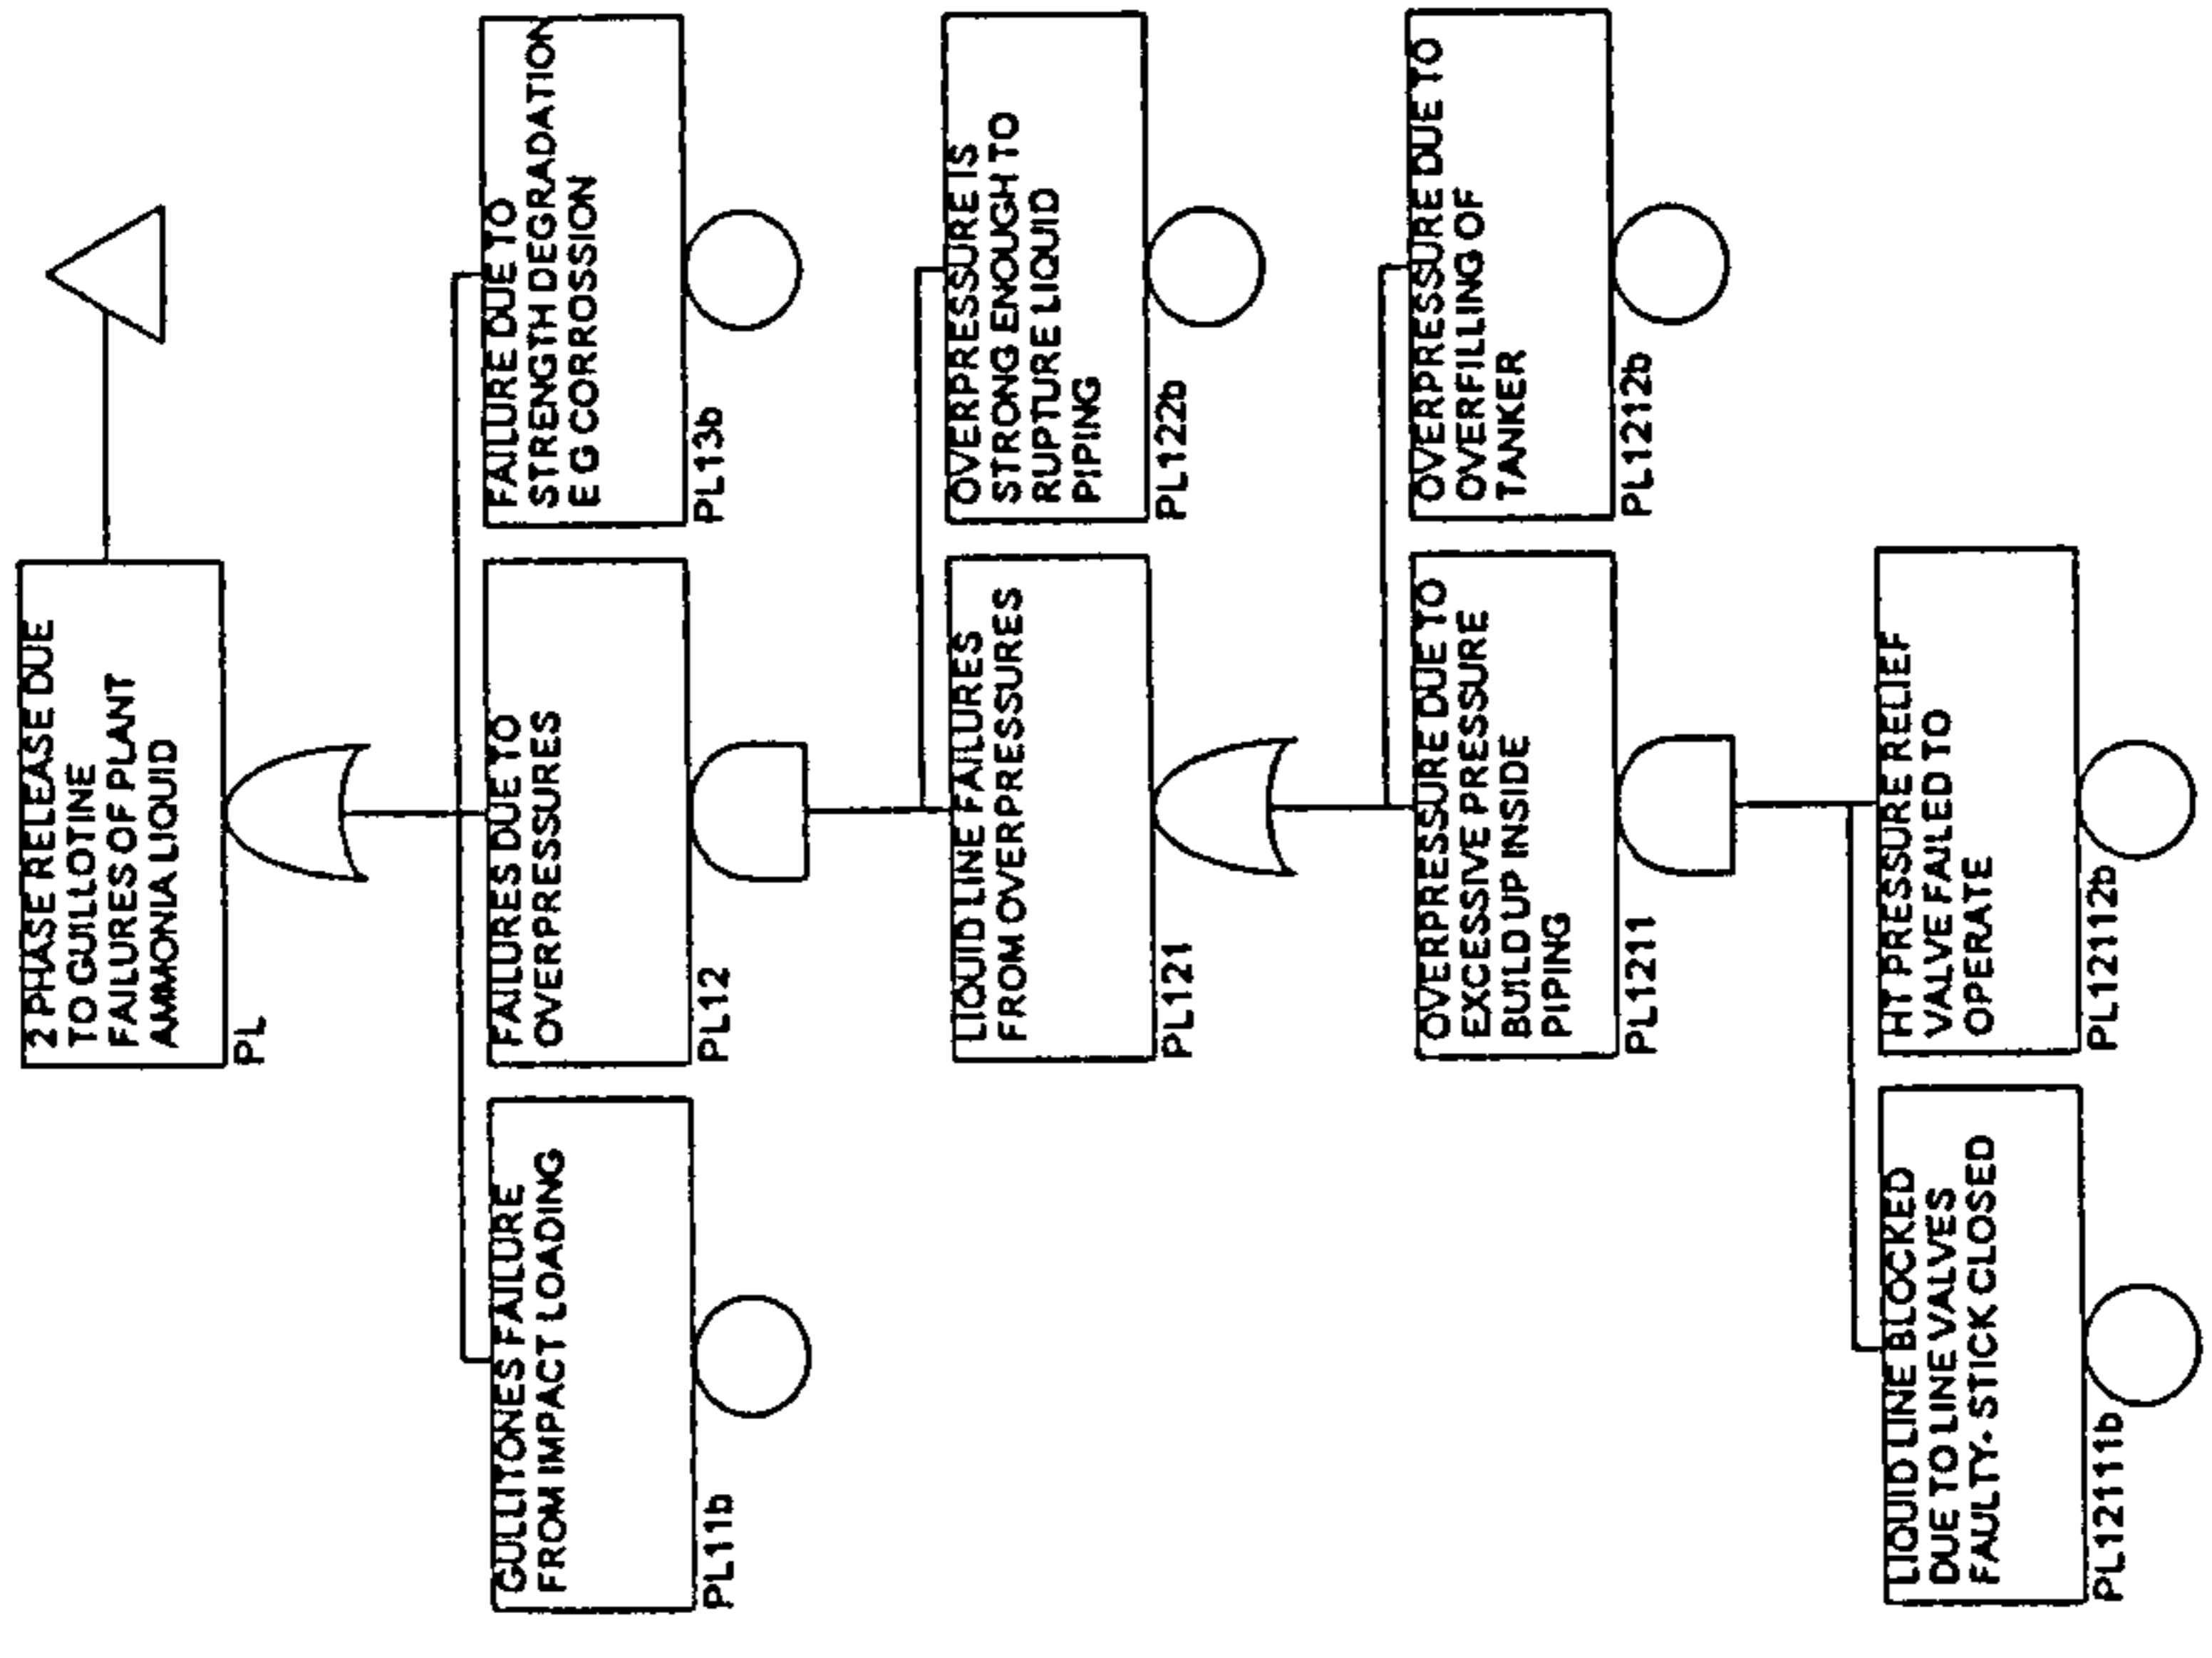 2 PHASE RELEASE DUE
TO GUILLOTINE
FAILURES OF PLANT
AMMONIA LIQUID
PL
GULLITONES FAILURE
FROM IMPACT LOADING
PL11b
FAILURES DUE TO
OVERPRESSURES
PL12
FAILURE DUE TO
STRENGTH DEGRADATION
E G CORROSSION
PL13b
LIQUID LINE FAILURES
FROM OVERPRESSURES
PL121
OVERPRESSURE IS
STRONG ENOUGH TO
RUPTURE LIQUID
PIPING
PL122b
OVERPRESSURE DUE TO
EXCESSIVE PRESSURE
BUILD UP INSIDE
PIPING
PL1211
OVERPRESSURE DUE TO
OVERFILLING OF
TANKER
PL1212b
LIQUID LINE BLOCKED
DUE TO LINE VALVES
FAULTY- STICK CLOSED
PL12111b
HT PRESSURE RELIEF
VALVE FAILED TO
OPERATE
PL12112b